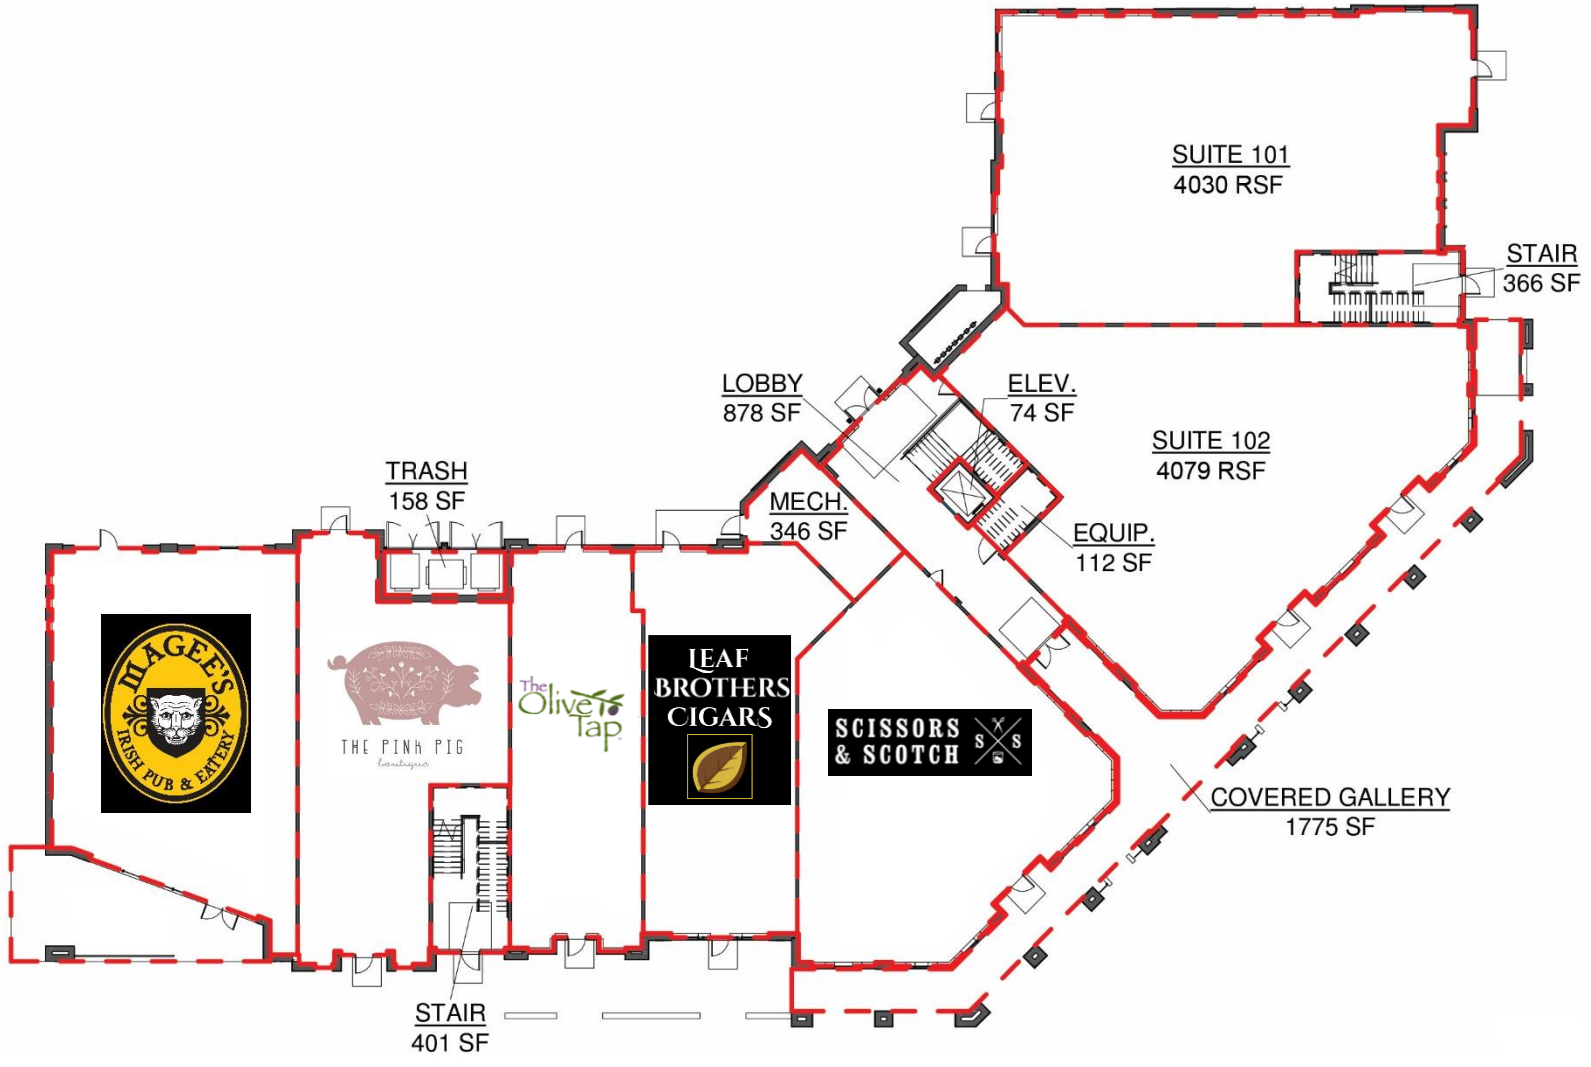 SUITE 101
4030 RSF
STAIR
366 SF
LOBBY
878 SF
ELEV.
74 SF
SUITE 102
4079 RSF
TRASH
158 SF
MECH.
346 SF
EQUIP.
112 SF
MAGEE'S
IRISH PUB & EATERY
THE PINK PIG
boutique
The
Olive
Tap
LEAF
BROTHERS
CIGARS
SCISSORS
& SCOTCH
S S
COVERED GALLERY
1775 SF
STAIR
401 SF